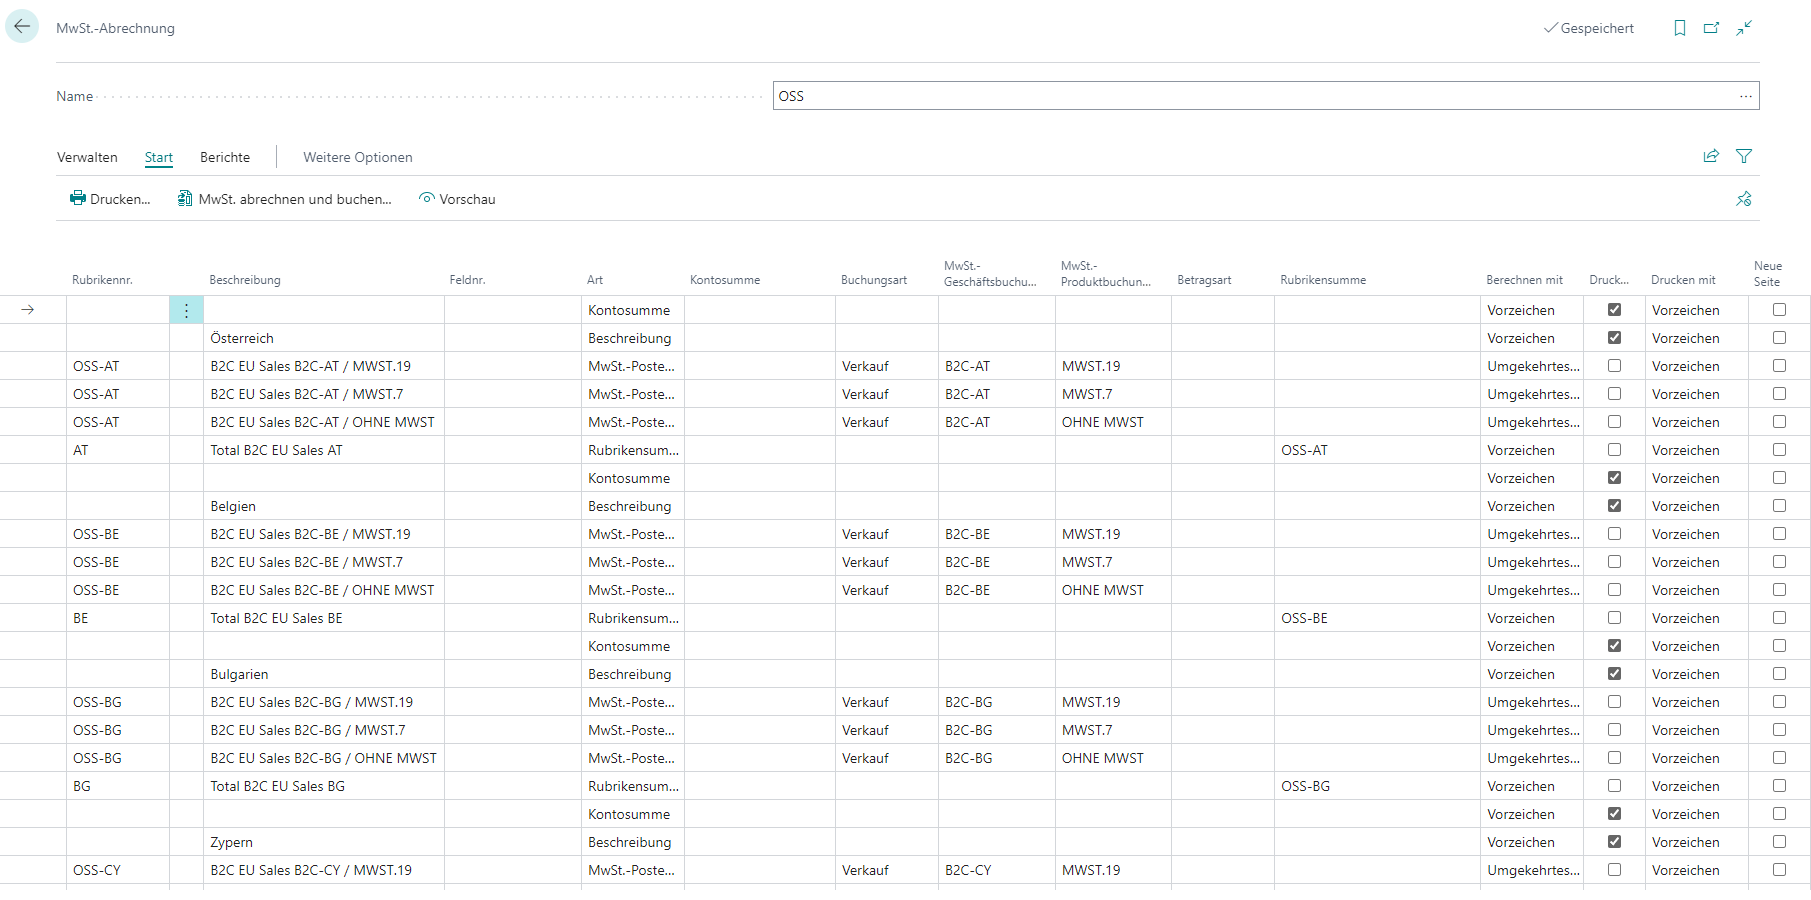 MwSt.-Abrechnung
Gespeichert
Name
OSS
Verwalten Start Berichte Weitere Optionen
Drucken... MwSt. abrechnen und buchen... Vorschau
Rubrikennr. Beschreibung Feldnr. Art Kontosumme Buchungsart MwSt.-Geschäftsbuchu... MwSt.-Produktbuchun... Betragsart Rubrikensumme Berechnen mit Druck... Drucken mit Neue Seite
Kontosumme Vorzeichen Vorzeichen
Österreich Beschreibung Vorzeichen Vorzeichen
OSS-AT B2C EU Sales B2C-AT / MWST.19 MwSt.-Poste... Verkauf B2C-AT MWST.19 Umgekehrtes... Vorzeichen
OSS-AT B2C EU Sales B2C-AT / MWST.7 MwSt.-Poste... Verkauf B2C-AT MWST.7 Umgekehrtes... Vorzeichen
OSS-AT B2C EU Sales B2C-AT / OHNE MWST MwSt.-Poste... Verkauf B2C-AT OHNE MWST Umgekehrtes... Vorzeichen
AT Total B2C EU Sales AT Rubrikensum... OSS-AT Vorzeichen Vorzeichen
Kontosumme Vorzeichen Vorzeichen
Belgien Beschreibung Vorzeichen Vorzeichen
OSS-BE B2C EU Sales B2C-BE / MWST.19 MwSt.-Poste... Verkauf B2C-BE MWST.19 Umgekehrtes... Vorzeichen
OSS-BE B2C EU Sales B2C-BE / MWST.7 MwSt.-Poste... Verkauf B2C-BE MWST.7 Umgekehrtes... Vorzeichen
OSS-BE B2C EU Sales B2C-BE / OHNE MWST MwSt.-Poste... Verkauf B2C-BE OHNE MWST Umgekehrtes... Vorzeichen
BE Total B2C EU Sales BE Rubrikensum... OSS-BE Vorzeichen Vorzeichen
Kontosumme Vorzeichen Vorzeichen
Bulgarien Beschreibung Vorzeichen Vorzeichen
OSS-BG B2C EU Sales B2C-BG / MWST.19 MwSt.-Poste... Verkauf B2C-BG MWST.19 Umgekehrtes... Vorzeichen
OSS-BG B2C EU Sales B2C-BG / MWST.7 MwSt.-Poste... Verkauf B2C-BG MWST.7 Umgekehrtes... Vorzeichen
OSS-BG B2C EU Sales B2C-BG / OHNE MWST MwSt.-Poste... Verkauf B2C-BG OHNE MWST Umgekehrtes... Vorzeichen
BG Total B2C EU Sales BG Rubrikensum... OSS-BG Vorzeichen Vorzeichen
Kontosumme Vorzeichen Vorzeichen
Zypern Beschreibung Vorzeichen Vorzeichen
OSS-CY B2C EU Sales B2C-CY / MWST.19 MwSt.-Poste... Verkauf B2C-CY MWST.19 Umgekehrtes... Vorzeichen